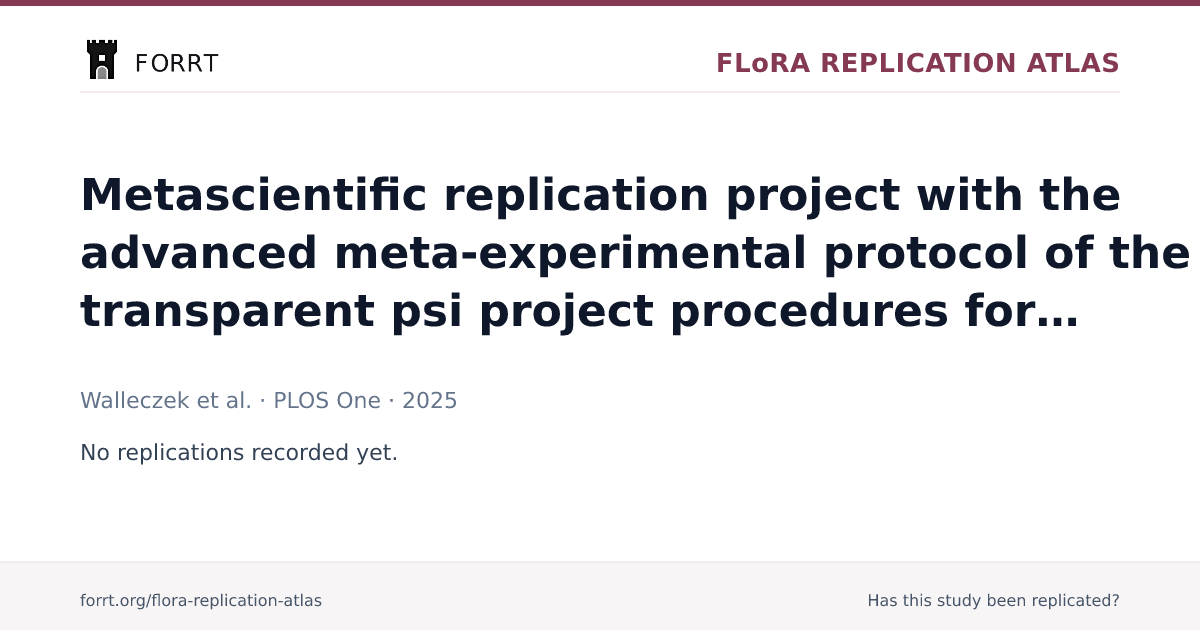 FORRT
FLoRA REPLICATION ATLAS
Metascientific replication project with the
advanced meta-experimental protocol of the
transparent psi project procedures for…
Walleczek et al. · PLOS One · 2025
No replications recorded yet.
forrt.org/flora-replication-atlas
Has this study been replicated?